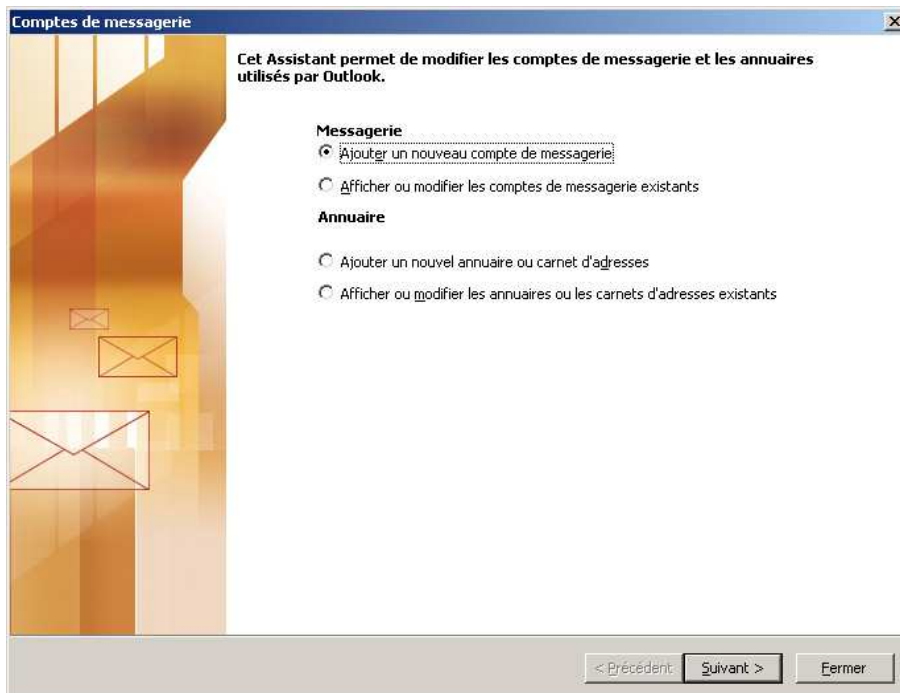 Comptes de messagerie
Cet Assistant permet de modifier les comptes de messagerie et les annuaires
utilisés par Outlook.
Messagerie
Ajouter un nouveau compte de messagerie
Afficher ou modifier les comptes de messagerie existants
Annuaire
Ajouter un nouvel annuaire ou carnet d'adresses
Afficher ou modifier les annuaires ou les carnets d'adresses existants
< Précédent Suivant > Fermer